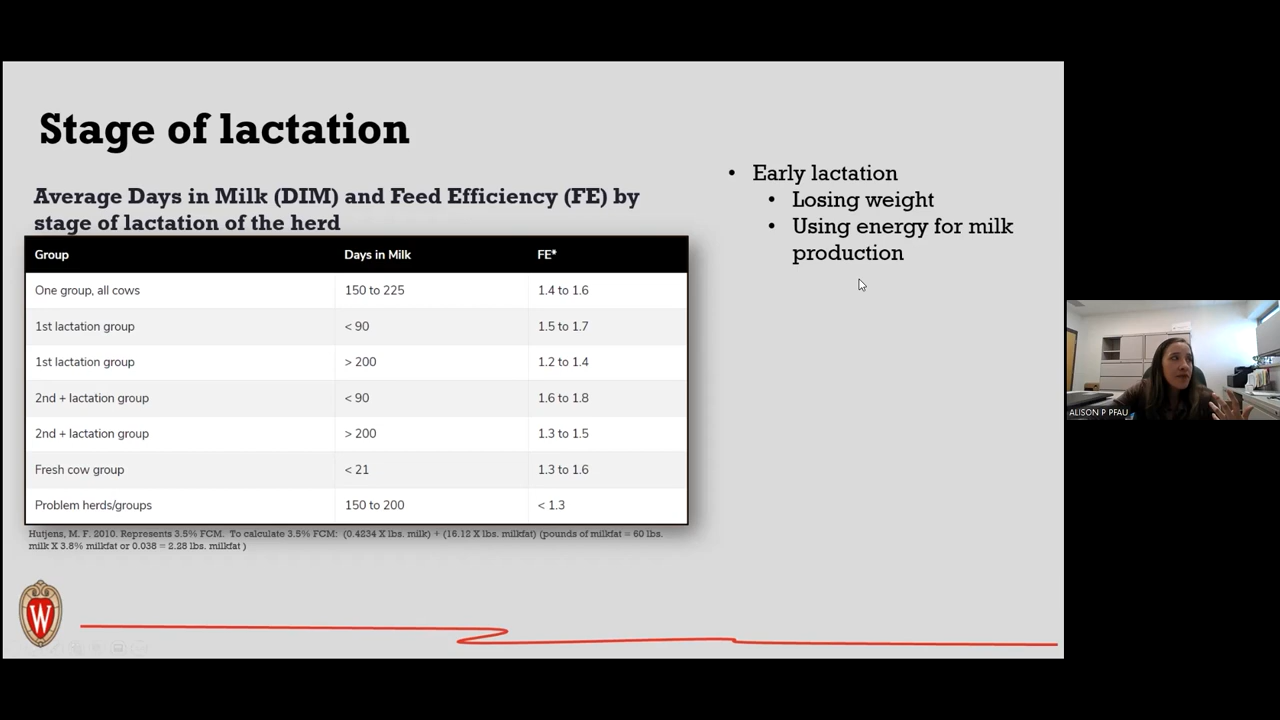 Stage of lactation
Average Days in Milk (DIM) and Feed Efficiency (FE) by
stage of lactation of the herd
Group Days in Milk FE*
One group, all cows 150 to 225 1.4 to 1.6
1st lactation group < 90 1.5 to 1.7
1st lactation group > 200 1.2 to 1.4
2nd + lactation group < 90 1.6 to 1.8
2nd + lactation group > 200 1.3 to 1.5
Fresh cow group < 21 1.3 to 1.6
Problem herds/groups 150 to 200 < 1.3
Hutjens, M. F. 2010. Represents 3.5% FCM. To calculate 3.5% FCM: (0.4234 X lbs. milk) + (16.12 X lbs. milkfat) (pounds of milkfat = 60 lbs.
milk X 3.8% milkfat or 0.038 = 2.28 lbs. milkfat )
• Early lactation
• Losing weight
• Using energy for milk
production
W
ALISON P PFAU